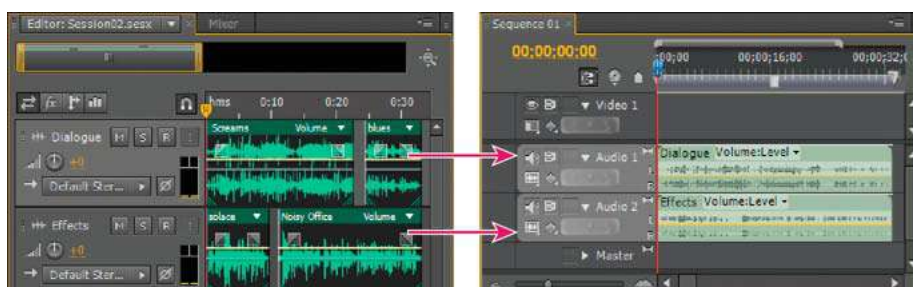 Editor: Session02.sesx
Mixer
hms 0:10 0:20 0:30
Dialogue M S R I
+0
Default Ster...
Screams Volume
blues
Effects M S R I
+0
Default Ster...
solace
Noisy Office Volume
Sequence 01
00;00;00;00
;00;00 00;00;16;00 00;00;32;0
Video 1
Audio 1
Dialogue Volume:Level
L
R
Audio 2
Effects Volume:Level
L
R
Master